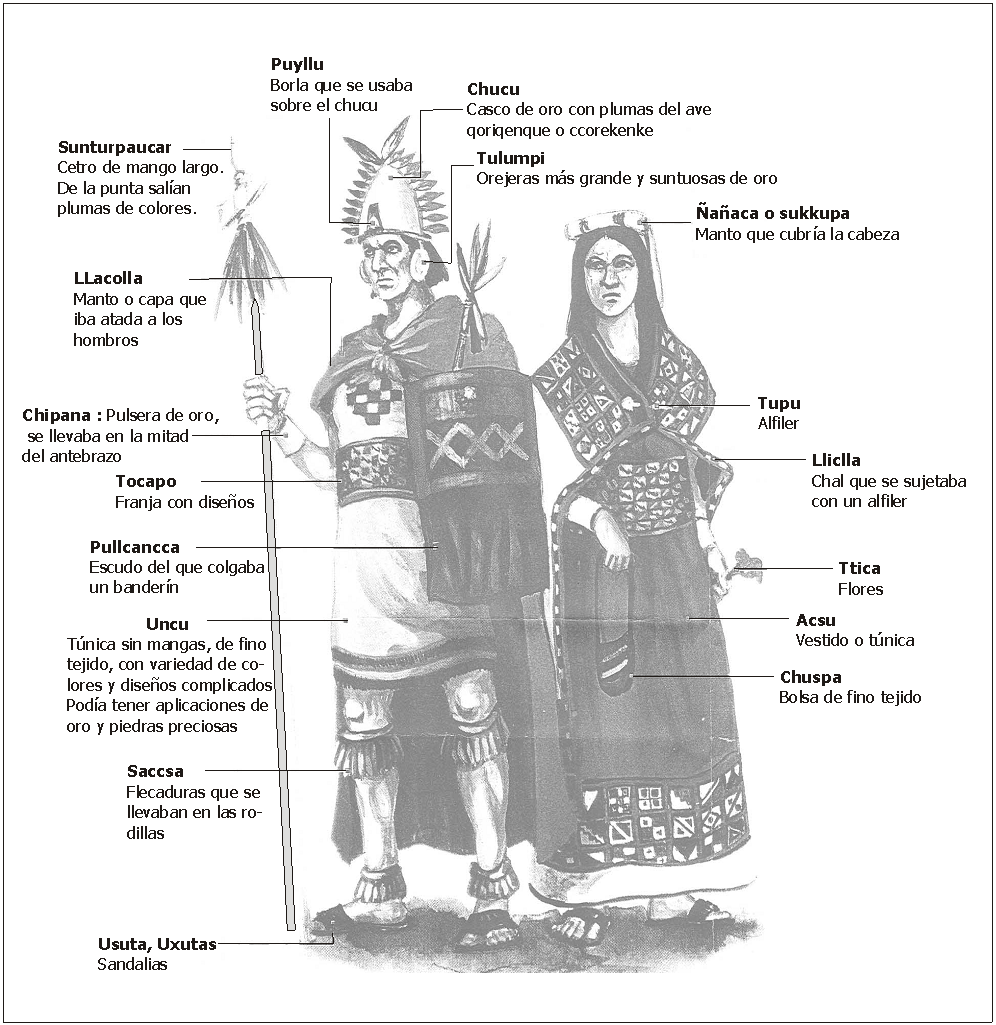 Puyllu
Borla que se usaba
sobre el chucu
Chucu
Casco de oro con plumas del ave
qoriqenque o ccorekenke
Sunturpaucar
Cetro de mango largo.
De la punta salían
plumas de colores.
Tulumpi
Orejeras más grande y suntuosas de oro
Ñañaca o sukkupa
Manto que cubría la cabeza
LLacolla
Manto o capa que
iba atada a los
hombros
Chipana : Pulsera de oro,
se llevaba en la mitad
del antebrazo
Tupu
Alfiler
Lliclla
Chal que se sujetaba
con un alfiler
Tocapo
Franja con diseños
Pullcancca
Escudo del que colgaba
un banderín
Ttica
Flores
Uncu
Túnica sin mangas, de fino
tejido, con variedad de co-
lores y diseños complicados
Podía tener aplicaciones de
oro y piedras preciosas
Acsu
Vestido o túnica
Chuspa
Bolsa de fino tejido
Saccsa
Flecaduras que se
llevaban en las ro-
dillas
Usuta, Uxutas
Sandalias